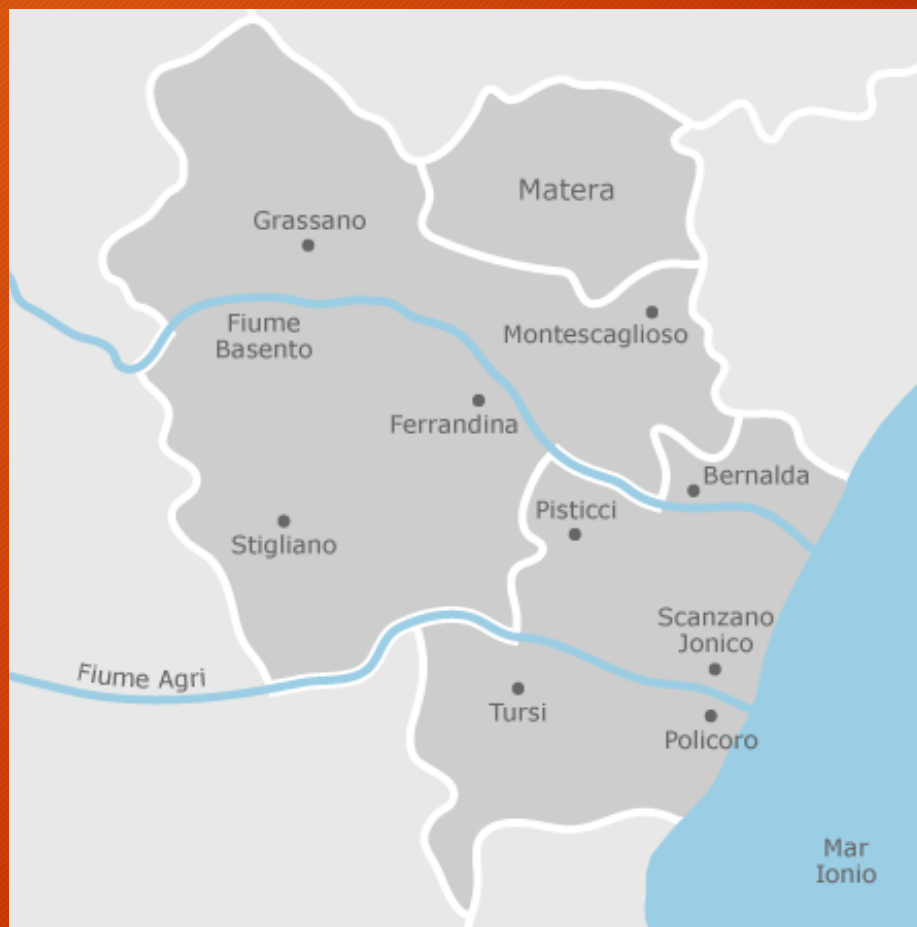 Matera
Grassano
Fiume
Basento
Montescaglioso
Ferrandina
Bernalda
Pisticci
Stigliano
Scanzano
Jonico
Fiume Agri
Tursi
Policoro
Mar
Ionio